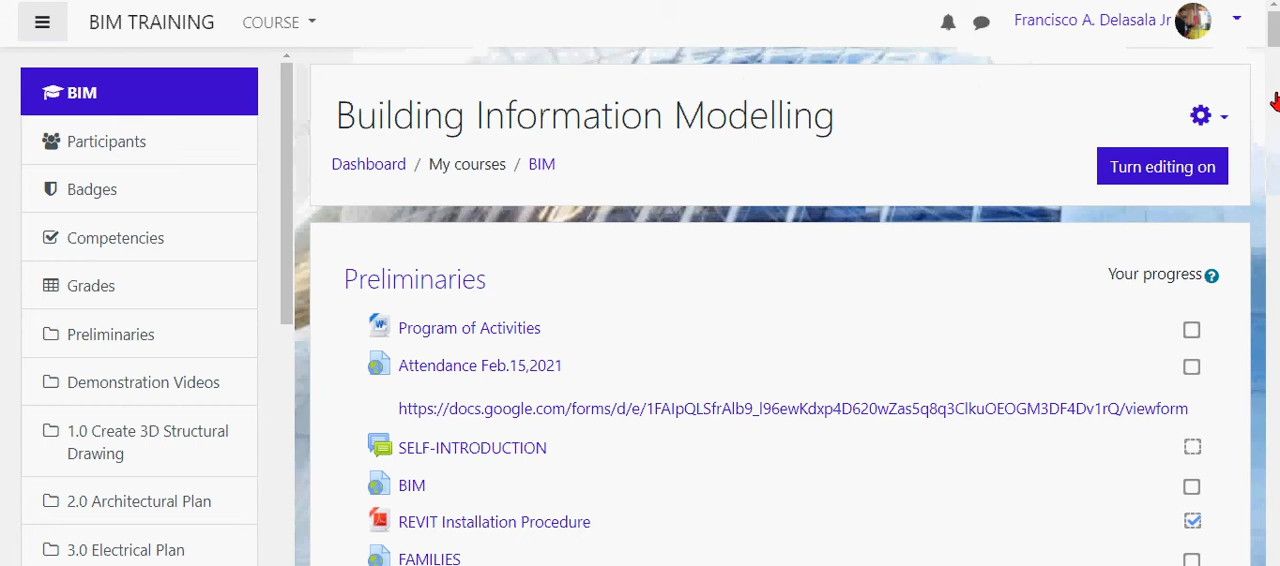 BIM TRAINING COURSE Francisco A. Delasala Jr
BIM
Participants
Badges
Competencies
Grades
Preliminaries
Demonstration Videos
1.0 Create 3D Structural
Drawing
2.0 Architectural Plan
3.0 Electrical Plan
Building Information Modelling
Dashboard / My courses / BIM
Turn editing on
Preliminaries
Your progress
Program of Activities
Attendance Feb.15,2021
https://docs.google.com/forms/d/e/1FAIpQLSfrAlb9_l96ewKdxp4D620wZas5q8q3ClkuOEOGM3DF4Dv1rQ/viewform
SELF-INTRODUCTION
BIM
REVIT Installation Procedure
FAMILIES